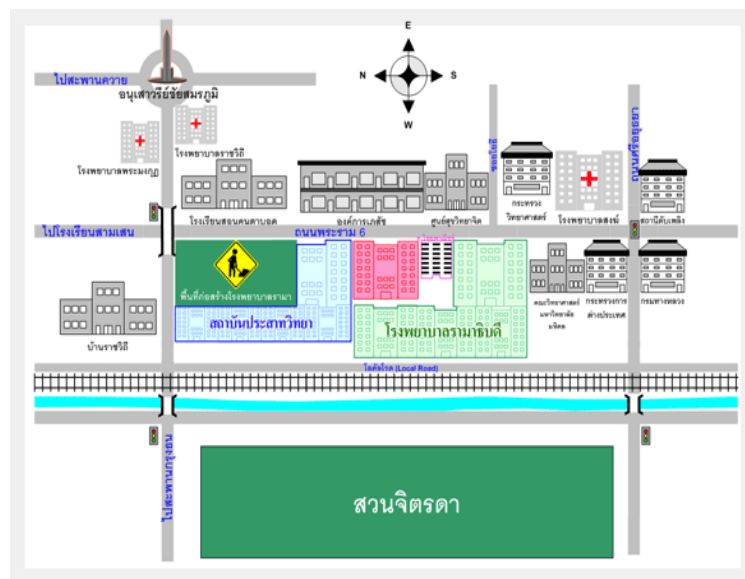 E
N
S
W
ไปสะพานควาย
อนุเสาวรีย์ชัยสมรภูมิ
โรงพยาบาลราชวิถี
โรงพยาบาลพระมงกุฎ
โรงเรียนสอนคนตาบอด
องค์การเภสัช
ศูนย์สุขวิทยาจิต
ซอยโยธี
กระทรวง
วิทยาศาสตร์
โรงพยาบาลสงฆ์
ถนนศรีอยุธยา
สถานีดับเพลิง
ไปโรงเรียนสามเสน
ถนนพระราม 6
พื้นที่ก่อสร้างโรงพยาบาลรามา
สถาบันประสาทวิทยา
โรงพยาบาลรามาธิบดี
คณะวิทยาศาสตร์
มหาวิทยาลัย
มหิดล
กระทรวงการ
ต่างประเทศ
กรมทางหลวง
บ้านราชวิถี
โลคัลโรด (Local Road)
ไปสะพานกรุงธน
สวนจิตรดา